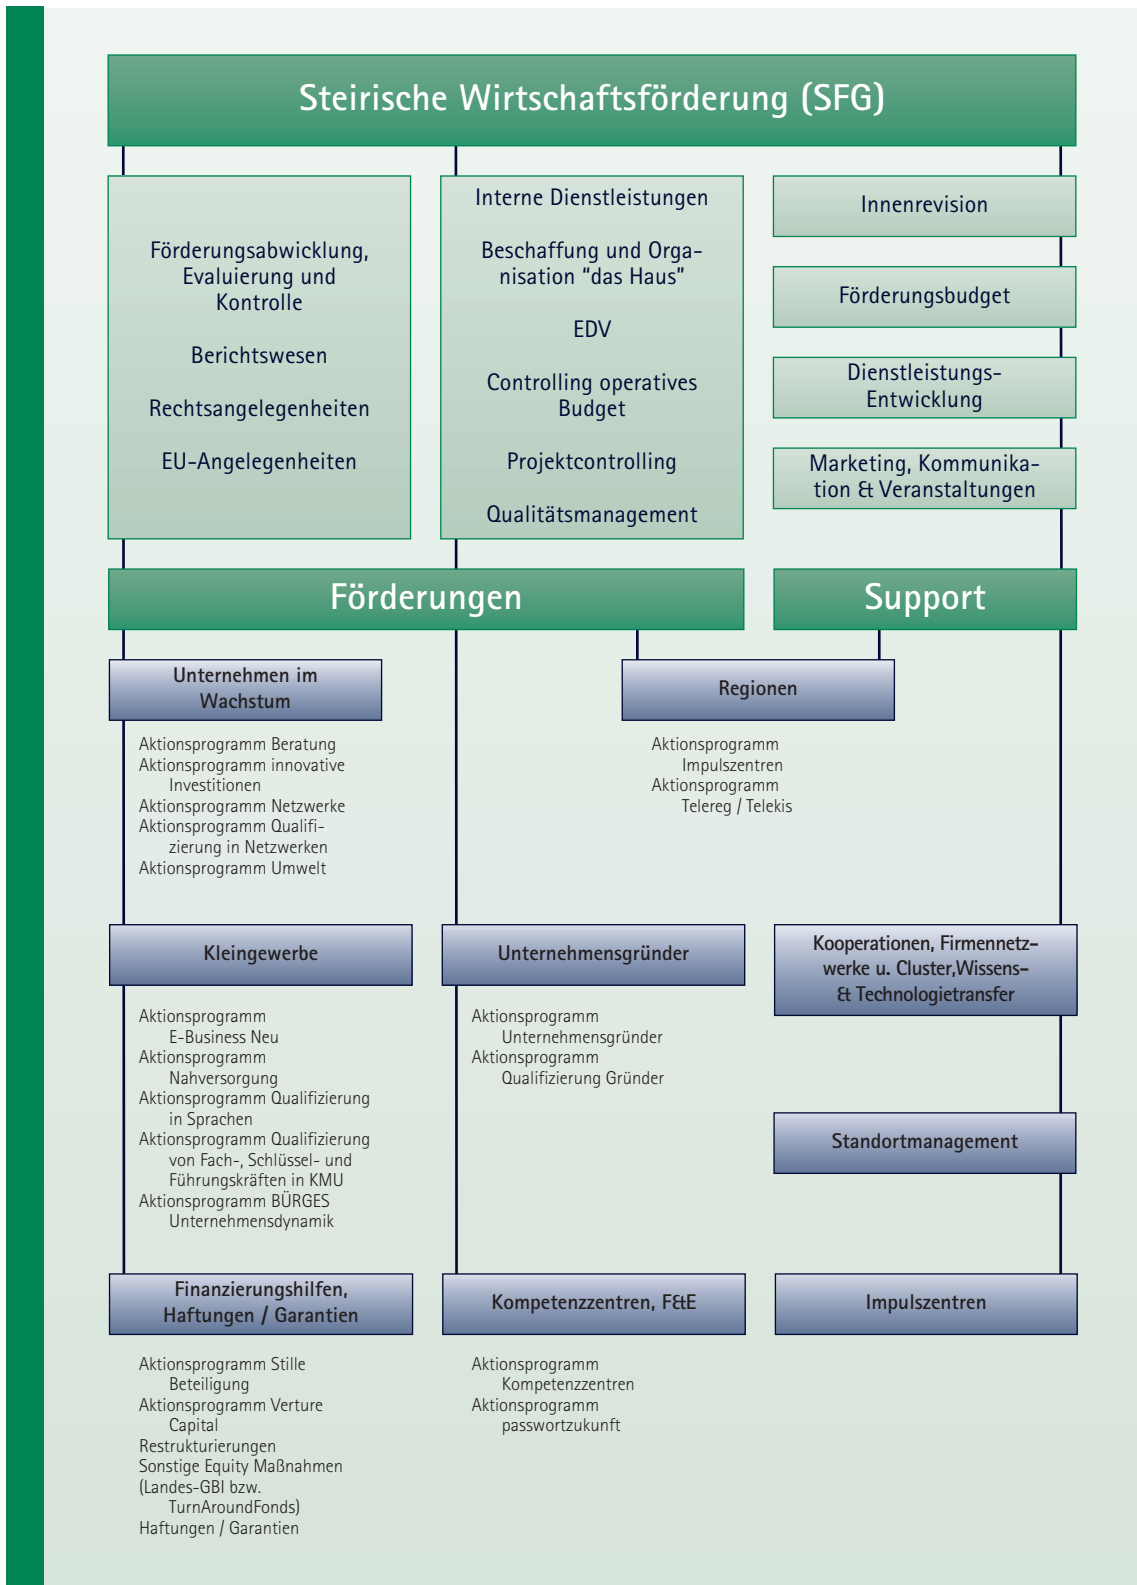 Steirische Wirtschaftsförderung (SFG)
Förderungsabwicklung,
Evaluierung und
Kontrolle
Berichtswesen
Rechtsangelegenheiten
EU-Angelegenheiten
Interne Dienstleistungen
Beschaffung und Orga-
nisation "das Haus"
EDV
Controlling operatives
Budget
Projektcontrolling
Qualitätsmanagement
Innenrevision
Förderungsbudget
Dienstleistungs-
Entwicklung
Marketing, Kommunika-
tion & Veranstaltungen
Förderungen
Support
Unternehmen im
Wachstum
Aktionsprogramm Beratung
Aktionsprogramm innovative
Investitionen
Aktionsprogramm Netzwerke
Aktionsprogramm Qualifi-
zierung in Netzwerken
Aktionsprogramm Umwelt
Regionen
Aktionsprogramm
Impulszentren
Aktionsprogramm
Telereg / Telekis
Kleingewerbe
Aktionsprogramm
E-Business Neu
Aktionsprogramm
Nahversorgung
Aktionsprogramm Qualifizierung
in Sprachen
Aktionsprogramm Qualifizierung
von Fach-, Schlüssel- und
Führungskräften in KMU
Aktionsprogramm BÜRGES
Unternehmensdynamik
Unternehmensgründer
Aktionsprogramm
Unternehmensgründer
Aktionsprogramm
Qualifizierung Gründer
Kooperationen, Firmennetz-
werke u. Cluster,Wissens-
& Technologietransfer
Standortmanagement
Finanzierungshilfen,
Haftungen / Garantien
Aktionsprogramm Stille
Beteiligung
Aktionsprogramm Verture
Capital
Restrukturierungen
Sonstige Equity Maßnahmen
(Landes-GBI bzw.
TurnAroundFonds)
Haftungen / Garantien
Kompetenzzentren, F&E
Aktionsprogramm
Kompetenzzentren
Aktionsprogramm
passwortzukunft
Impulszentren